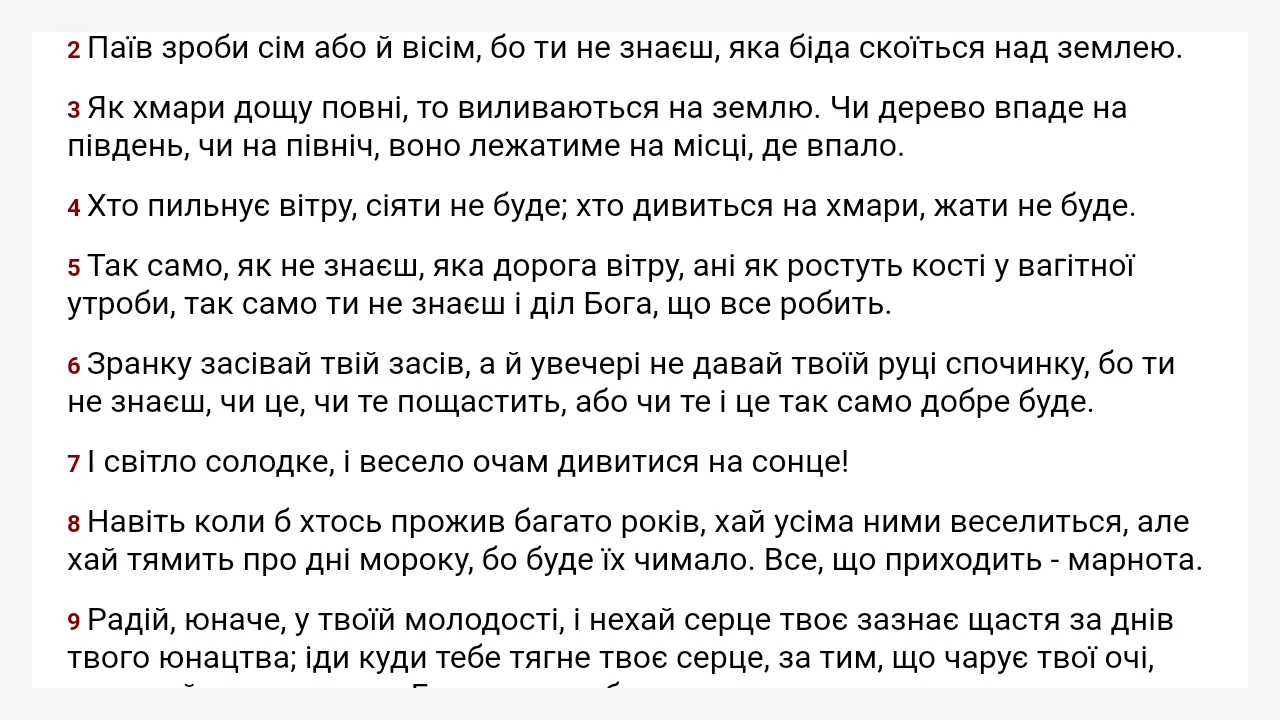 2 Паїв зроби сім або й вісім, бо ти не знаєш, яка біда скоїться над землею.
3 Як хмари дощу повні, то виливаються на землю. Чи дерево впаде на
південь, чи на північ, воно лежатиме на місці, де впало.
4 Хто пильнує вітру, сіяти не буде; хто дивиться на хмари, жати не буде.
5 Так само, як не знаєш, яка дорога вітру, ані як ростуть кості у вагітної
утроби, так само ти не знаєш і діл Бога, що все робить.
6 Зранку засівай твій засів, а й увечері не давай твоїй руці спочинку, бо ти
не знаєш, чи це, чи те пощастить, або чи те і це так само добре буде.
7 І світло солодке, і весело очам дивитися на сонце!
8 Навіть коли б хтось прожив багато років, хай усіма ними веселиться, але
хай тямить про дні мороку, бо буде їх чимало. Все, що приходить - марнота.
9 Радій, юначе, у твоїй молодості, і нехай серце твоє зазнає щастя за днів
твого юнацтва; іди куди тебе тягне твоє серце, за тим, що чарує твої очі,